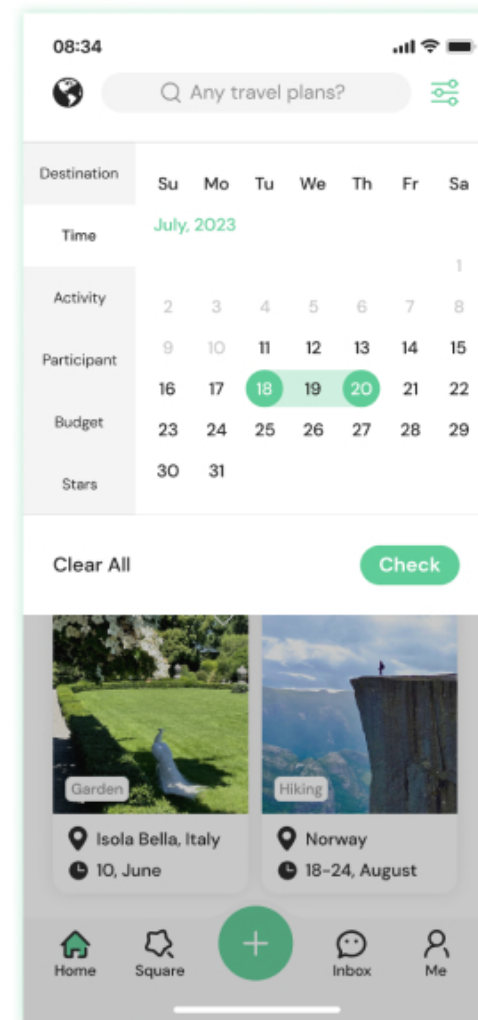 08:34
Any travel plans?
Destination
Time
Activity
Participant
Budget
Stars
Su Mo Tu We Th Fr Sa
July, 2023
1
2 3 4 5 6 7 8
9 10 11 12 13 14 15
16 17 18 19 20 21 22
23 24 25 26 27 28 29
30 31
Clear All Check
Garden Hiking
Isola Bella, Italy Norway
10, June 18-24, August
Home Square Inbox Me